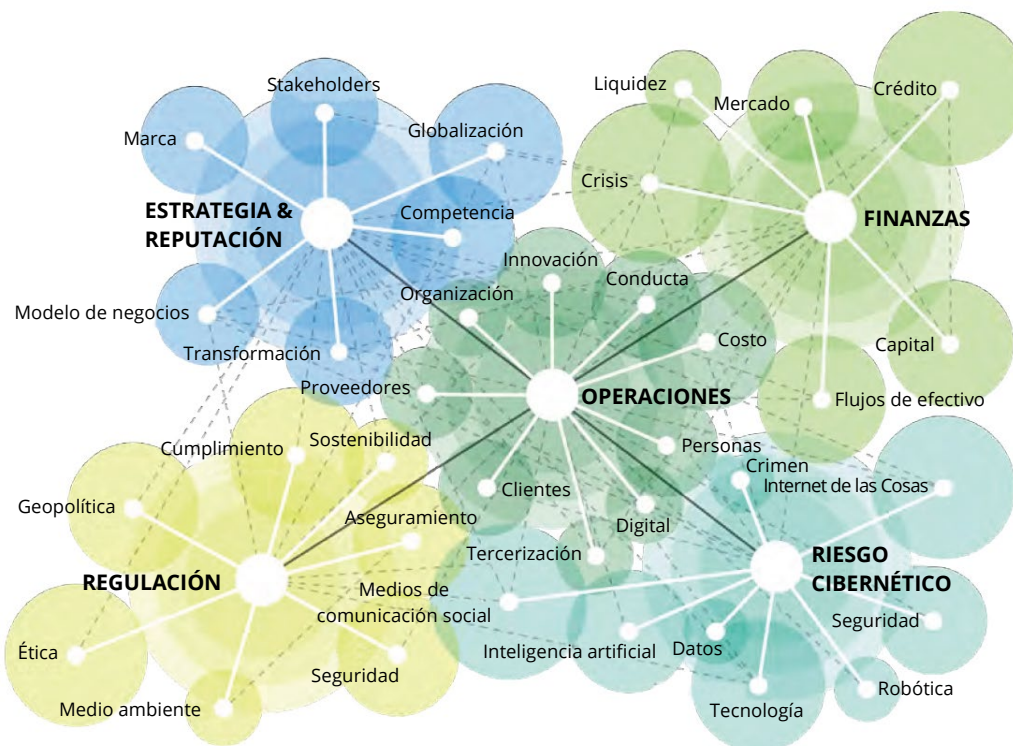 Stakeholders
Marca
Globalización
ESTRATEGIA &
REPUTACIÓN
Competencia
Modelo de negocios
Transformación
Liquidez
Mercado
Crédito
Crisis
FINANZAS
Capital
Flujos de efectivo
Innovación
Conducta
Organización
Costo
Proveedores
OPERACIONES
Personas
Clientes
Digital
Tercerización
Cumplimiento
Sostenibilidad
Geopolítica
Aseguramiento
REGULACIÓN
Ética
Medio ambiente
Seguridad
Crimen
Internet de las Cosas
RIESGO
CIBERNÉTICO
Medios de
comunicación social
Inteligencia artificial
Datos
Seguridad
Robótica
Tecnología